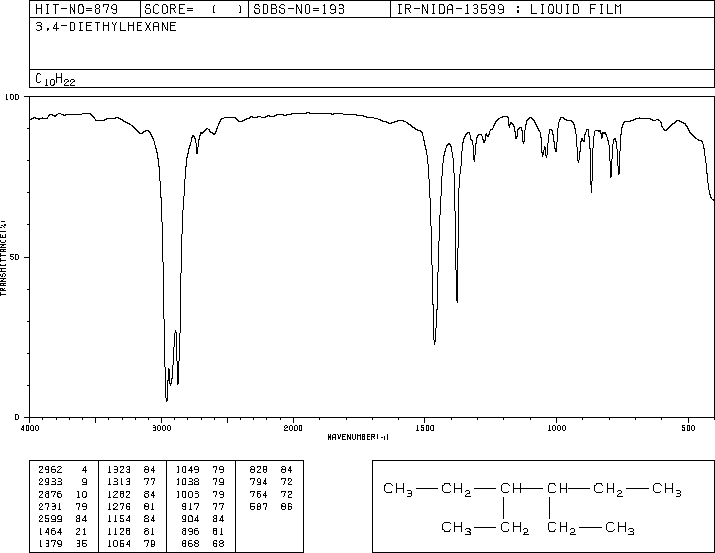 HIT-NO=879 SCORE= ( ) SDBS-NO=193 IR-NIDA-13599 : LIQUID FILM
3,4-DIETHYLHEXANE
C10H22
100
50
0
TRANSMITTANCE(%)
4000 3000 2000 1500 1000 500
WAVENUMBER(-1)
2962 4 1323 84 1049 79 828 84
2933 9 1313 77 1038 79 794 72
2876 10 1282 84 1003 79 764 72
2731 79 1276 81 917 77 587 86
2599 84 1154 84 904 84
1464 21 1128 81 896 81
1379 35 1054 79 868 68
CH3 CH2 CH CH CH2 CH3
CH3 CH2 CH2 CH3